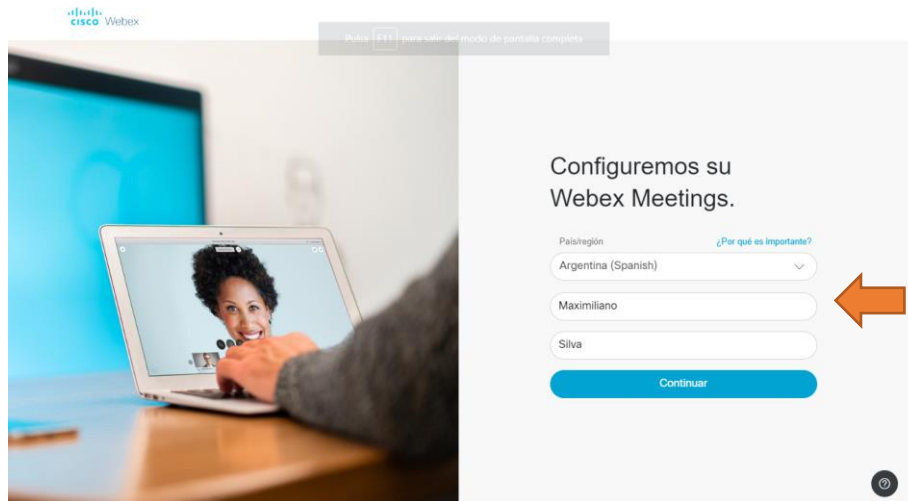 CISCO Webex
Pulsa F11 para salir del modo de pantalla completa
Configuremos su
Webex Meetings.
País/región ¿Por qué es importante?
Argentina (Spanish)
Maximiliano
Silva
Continuar
?